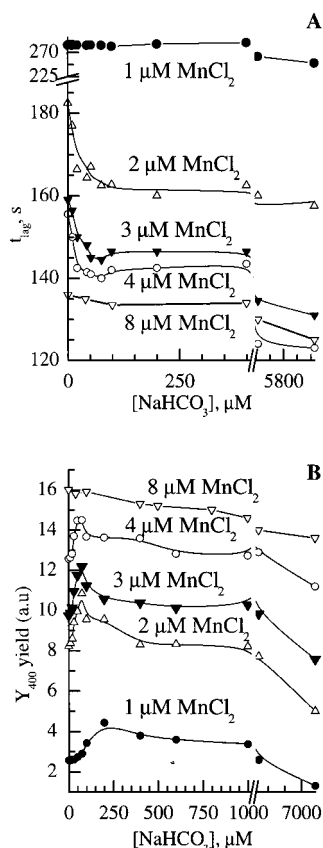 A
270
225
1 μM MnCl2
180
2 μM MnCl2
160
t lag, s
3 μM MnCl2
4 μM MnCl2
140
8 μM MnCl2
120
0 250 5800
[NaHCO3], μM
B
16
8 μM MnCl2
14
4 μM MnCl2
12
3 μM MnCl2
10
2 μM MnCl2
8
Y400 yield (a.u)
6
1 μM MnCl2
4
2
0 250 500 750 1000 7000
[NaHCO3], μM